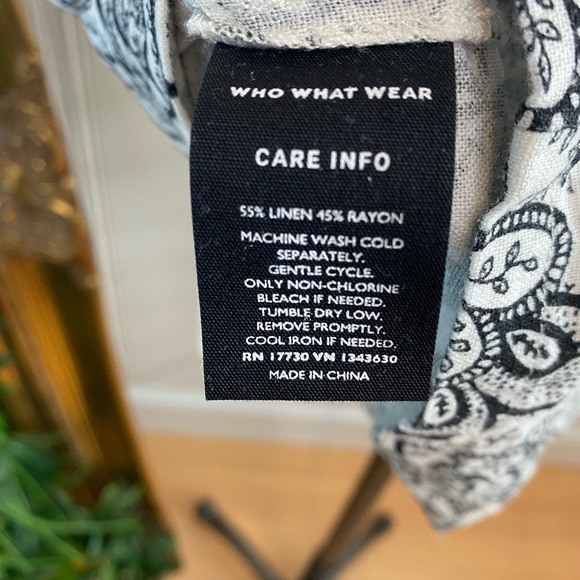 WHO WHAT WEAR
CARE INFO
55% LINEN 45% RAYON
MACHINE WASH COLD
SEPARATELY.
GENTLE CYCLE.
ONLY NON-CHLORINE
BLEACH IF NEEDED.
TUMBLE DRY LOW.
REMOVE PROMPTLY.
COOL IRON IF NEEDED.
RN 17730 VN 1343630
MADE IN CHINA